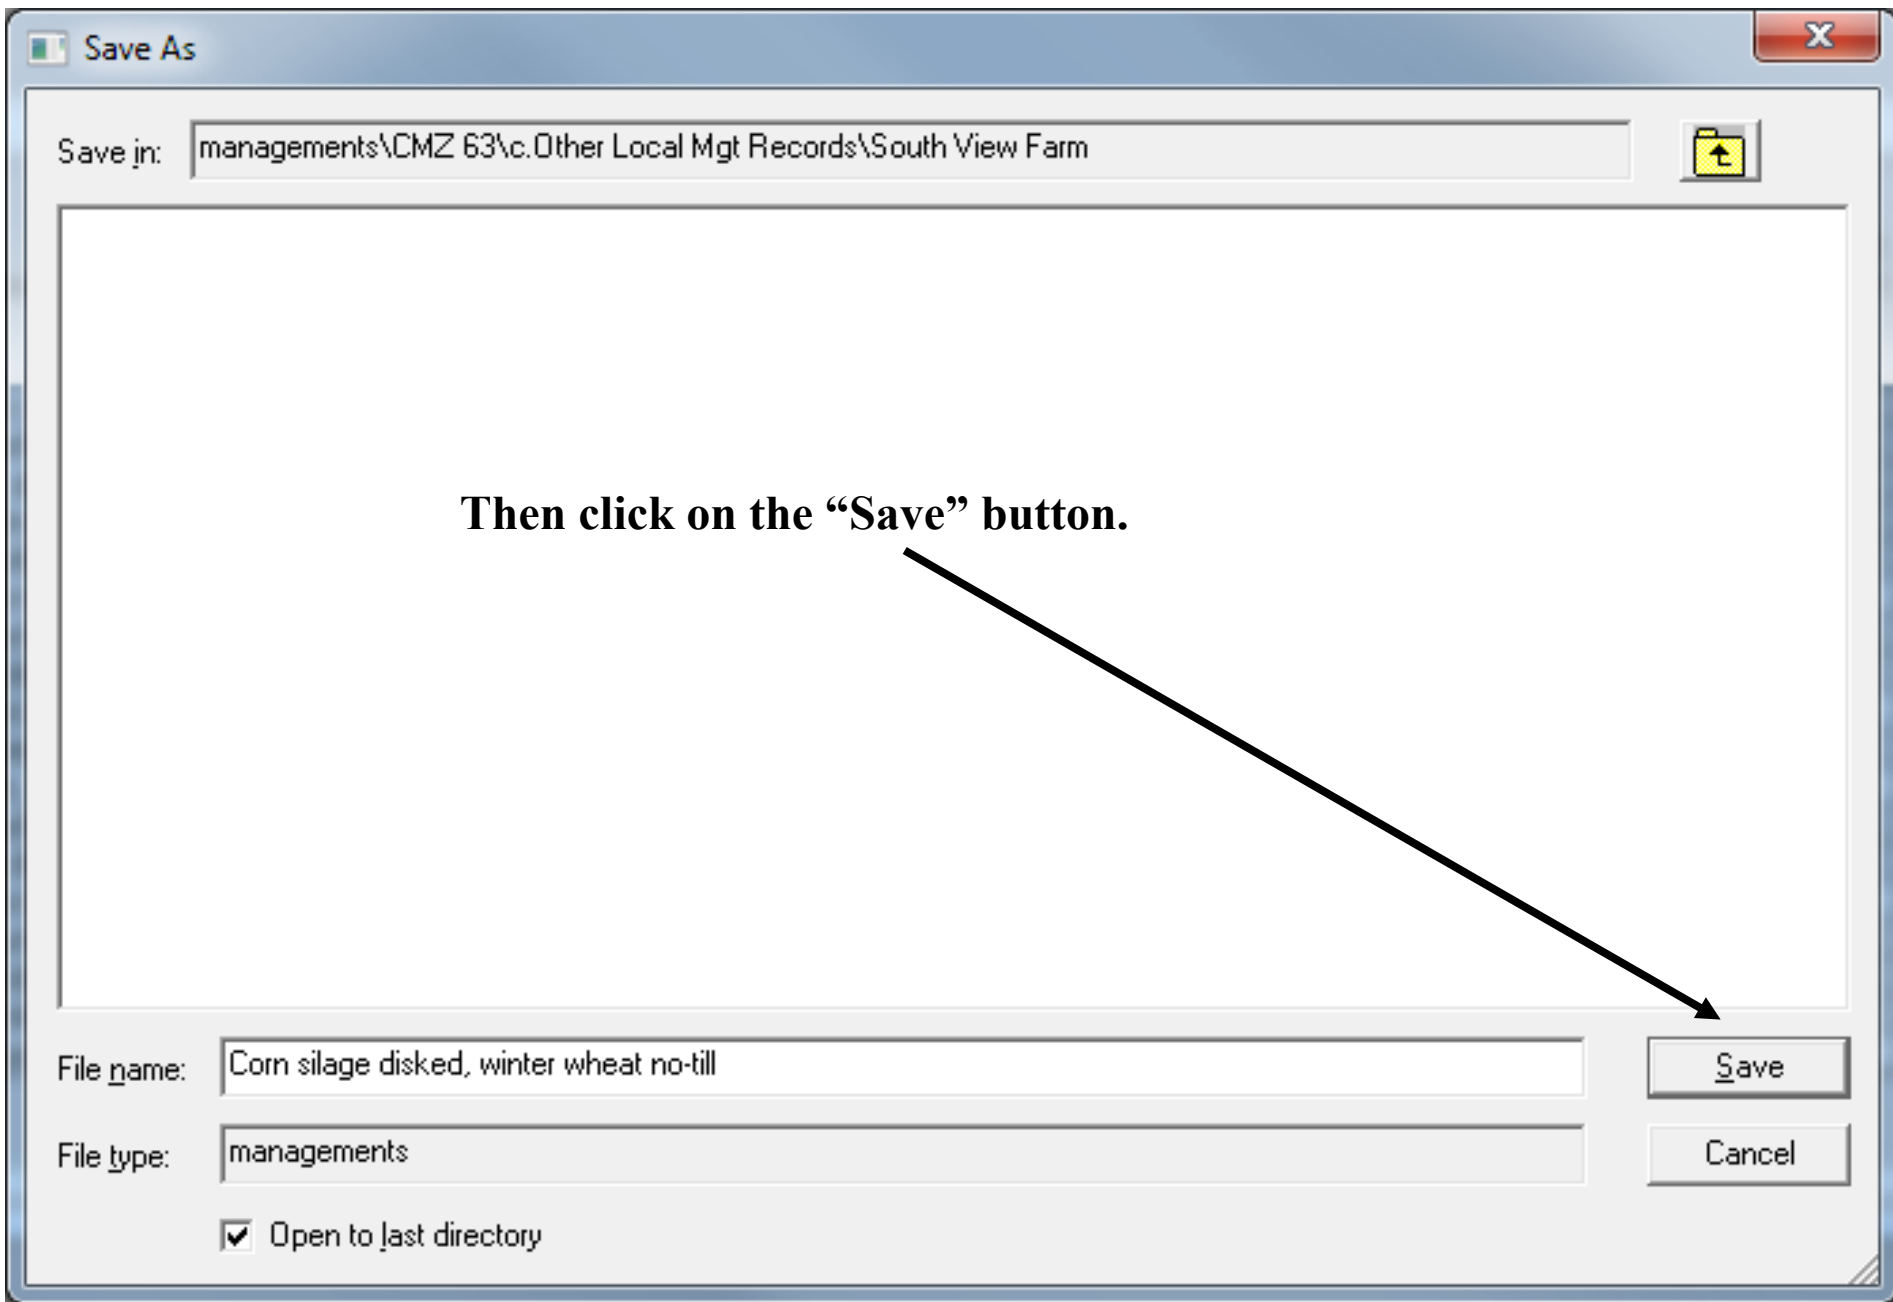 Save As
Save in: managements\CMZ 63\c.Other Local Mgt Records\South View Farm
Then click on the “Save” button.
File name: Corn silage disked, winter wheat no-till Save
File type: managements Cancel
Open to last directory